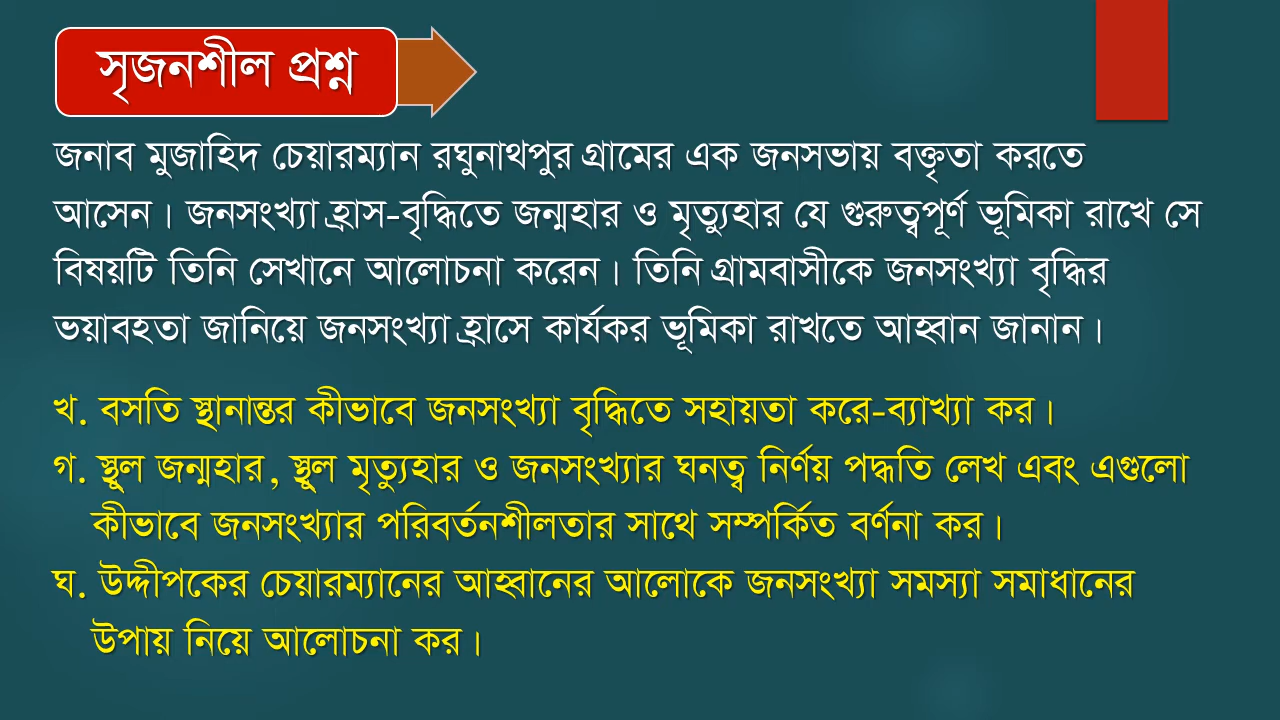 সৃজনশীল প্রশ্ন
জনাব মুজাহিদ চেয়ারম্যান রঘুনাথপুর গ্রামের এক জনসভায় বক্তৃতা করতে
আসেন। জনসংখ্যা হ্রাস-বৃদ্ধিতে জন্মহার ও মৃত্যুহার যে গুরুত্বপূর্ণ ভূমিকা রাখে সে
বিষয়টি তিনি সেখানে আলোচনা করেন। তিনি গ্রামবাসীকে জনসংখ্যা বৃদ্ধির
ভয়াবহতা জানিয়ে জনসংখ্যা হ্রাসে কার্যকর ভূমিকা রাখতে আহ্বান জানান।
খ. বসতি স্থানান্তর কীভাবে জনসংখ্যা বৃদ্ধিতে সহায়তা করে-ব্যাখ্যা কর।
গ. স্থুল জন্মহার, স্থুল মৃত্যুহার ও জনসংখ্যার ঘনত্ব নির্ণয় পদ্ধতি লেখ এবং এগুলো
কীভাবে জনসংখ্যার পরিবর্তনশীলতার সাথে সম্পর্কিত বর্ণনা কর।
ঘ. উদ্দীপকের চেয়ারম্যানের আহ্বানের আলোকে জনসংখ্যা সমস্যা সমাধানের
উপায় নিয়ে আলোচনা কর।